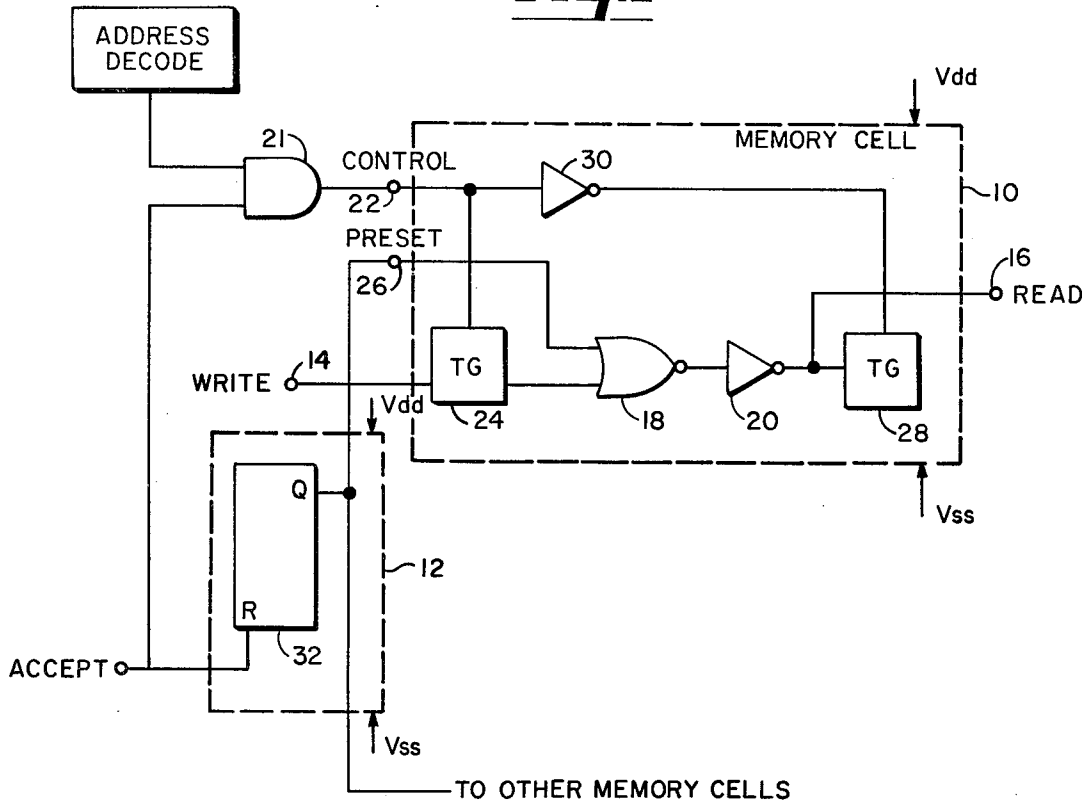 ADDRESS
DECODE
21
CONTROL
22
PRESET
26
WRITE
14
Vdd
MEMORY CELL
30
10
16
READ
TG
24
18
20
TG
28
Vss
Vdd
Q
R
32
12
ACCEPT
Vss
TO OTHER MEMORY CELLS